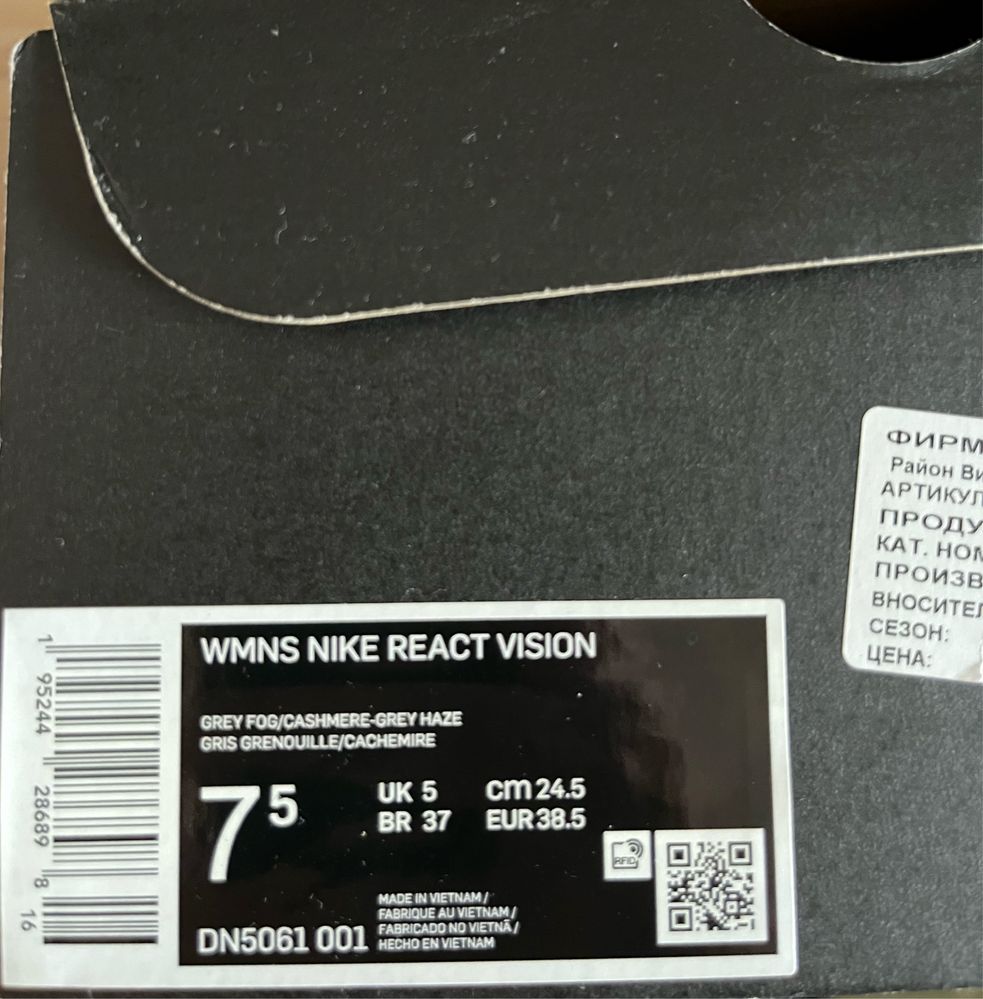 ФИРМ
Район Ви
АРТИКУЛ
ПРОДУ
КАТ. НОМ
ПРОИЗВ
ВНОСИТЕЛ
СЕЗОН:
ЦЕНА:
WMNS NIKE REACT VISION
GREY FOG/CASHMERE-GREY HAZE
GRIS GRENOUILLE/CACHEMIRE
7 5
UK 5 cm 24.5
BR 37 EUR 38.5
RFID
MADE IN VIETNAM /
FABRIQUE AU VIETNAM /
FABRICADO NO VIETNÃ /
HECHO EN VIETNAM
DN5061 001
1 95244 28689 8 16